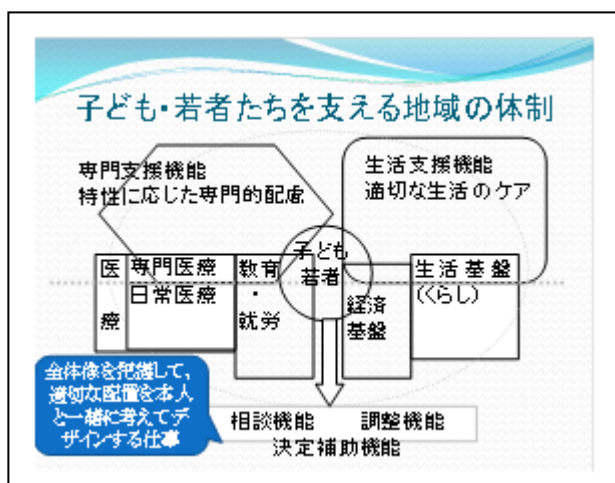 子ども・若者たちを支える地域の体制
専門支援機能
特性に応じた専門的配慮
生活支援機能
適切な生活のケア
子ども
若者
医
療
専門医療
日常医療
教育
・
就労
経済
基盤
生活基盤
(くらし)
全体像を把握して、
適切な配置を本人
と一緒に考えてデ
ザインする仕事
相談機能 調整機能
決定補助機能